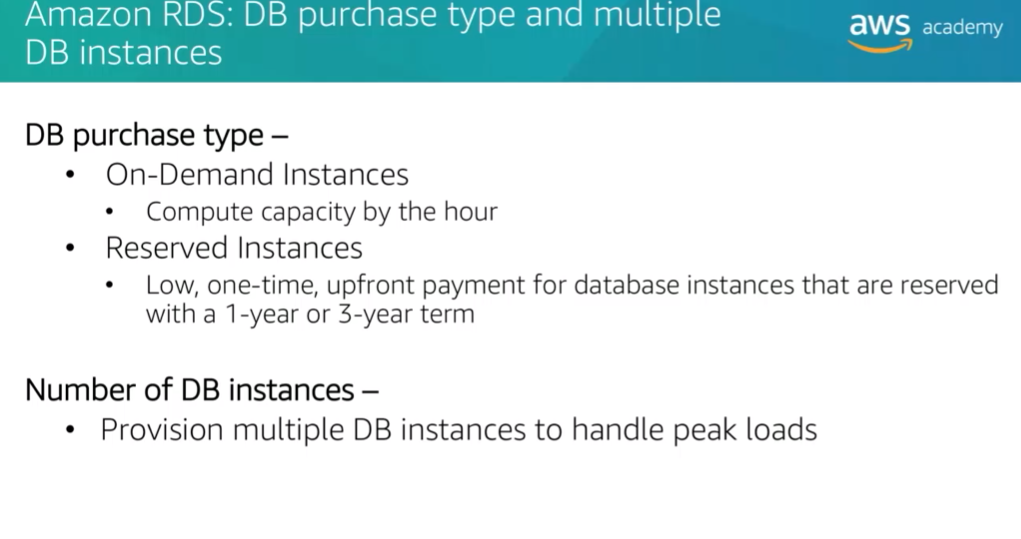 Amazon RDS: DB purchase type and multiple
DB instances
aws academy
DB purchase type –
• On-Demand Instances
• Compute capacity by the hour
• Reserved Instances
• Low, one-time, upfront payment for database instances that are reserved
with a 1-year or 3-year term
Number of DB instances –
• Provision multiple DB instances to handle peak loads